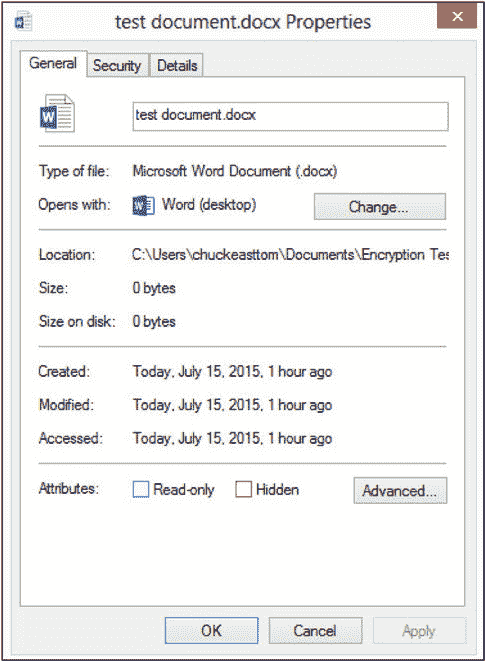 test document.docx Properties
General Security Details
test document.docx
Type of file: Microsoft Word Document (.docx)
Opens with: Word (desktop) Change...
Location: C:\Users\chuckeasttom\Documents\Encryption Tes
Size: 0 bytes
Size on disk: 0 bytes
Created: Today, July 15, 2015, 1 hour ago
Modified: Today, July 15, 2015, 1 hour ago
Accessed: Today, July 15, 2015, 1 hour ago
Attributes: Read-only Hidden Advanced...
OK Cancel Apply